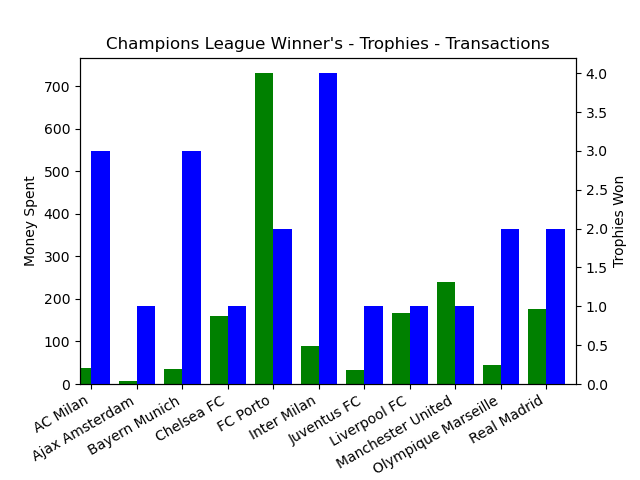 Champions League Winner's - Trophies - Transactions
Money Spent
700
600
500
400
300
200
100
0
4.0
3.5
3.0
2.5
2.0
1.5
1.0
0.5
0.0
Trophies Won
AC Milan
Ajax Amsterdam
Bayern Munich
Chelsea FC
FC Porto
Inter Milan
Juventus FC
Liverpool FC
Manchester United
Olympique Marseille
Real Madrid